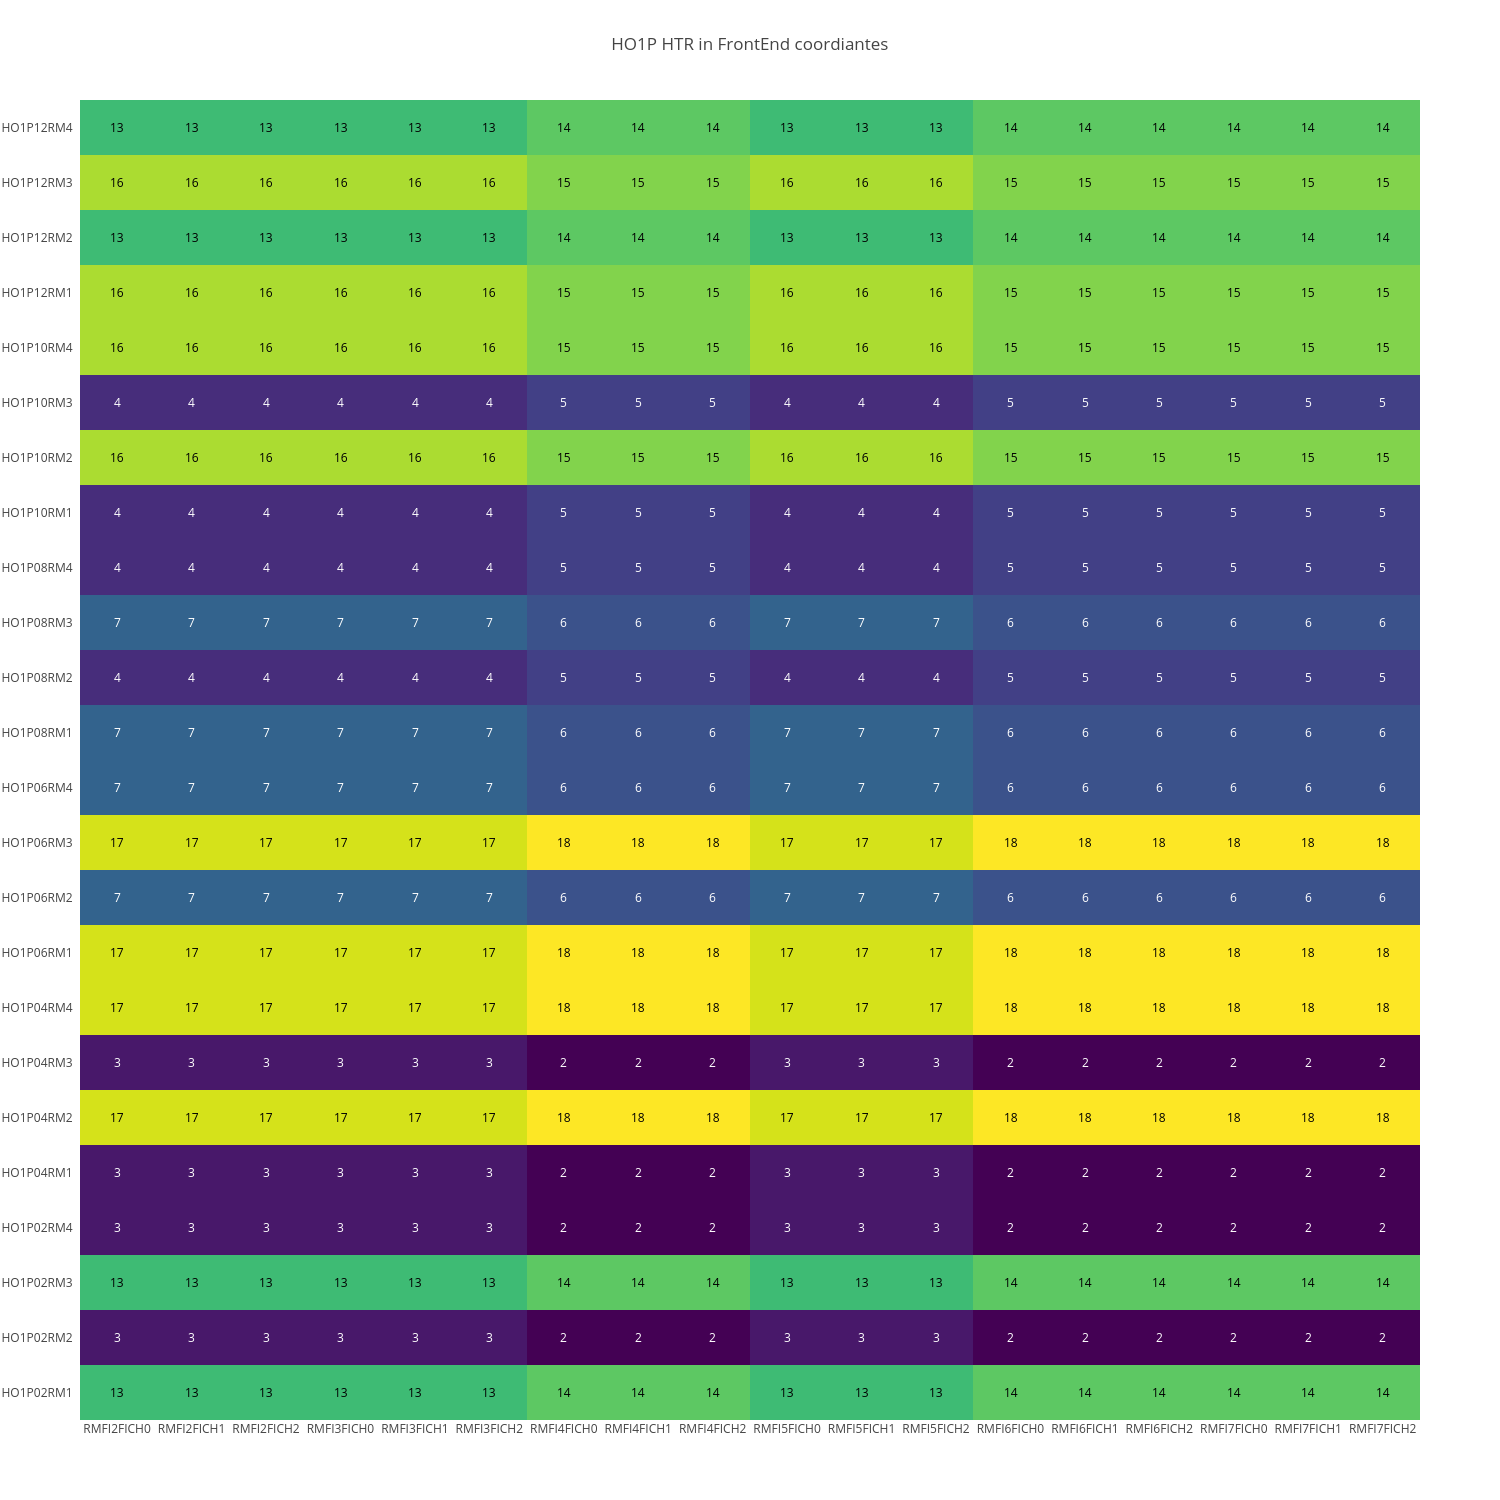 HO1P HTR in FrontEnd coordiantes
HO1P12RM4 13 13 13 13 13 13 14 14 14 13 13 13 14 14 14 14 14 14
HO1P12RM3 16 16 16 16 16 16 15 15 15 16 16 16 15 15 15 15 15 15
HO1P12RM2 13 13 13 13 13 13 14 14 14 13 13 13 14 14 14 14 14 14
HO1P12RM1 16 16 16 16 16 16 15 15 15 16 16 16 15 15 15 15 15 15
HO1P10RM4 16 16 16 16 16 16 15 15 15 16 16 16 15 15 15 15 15 15
HO1P10RM3 4 4 4 4 4 4 5 5 5 4 4 4 5 5 5 5 5 5
HO1P10RM2 16 16 16 16 16 16 15 15 15 16 16 16 15 15 15 15 15 15
HO1P10RM1 4 4 4 4 4 4 5 5 5 4 4 4 5 5 5 5 5 5
HO1P08RM4 4 4 4 4 4 4 5 5 5 4 4 4 5 5 5 5 5 5
HO1P08RM3 7 7 7 7 7 7 6 6 6 7 7 7 6 6 6 6 6 6
HO1P08RM2 4 4 4 4 4 4 5 5 5 4 4 4 5 5 5 5 5 5
HO1P08RM1 7 7 7 7 7 7 6 6 6 7 7 7 6 6 6 6 6 6
HO1P06RM4 7 7 7 7 7 7 6 6 6 7 7 7 6 6 6 6 6 6
HO1P06RM3 17 17 17 17 17 17 18 18 18 17 17 17 18 18 18 18 18 18
HO1P06RM2 7 7 7 7 7 7 6 6 6 7 7 7 6 6 6 6 6 6
HO1P06RM1 17 17 17 17 17 17 18 18 18 17 17 17 18 18 18 18 18 18
HO1P04RM4 17 17 17 17 17 17 18 18 18 17 17 17 18 18 18 18 18 18
HO1P04RM3 3 3 3 3 3 3 2 2 2 3 3 3 2 2 2 2 2 2
HO1P04RM2 17 17 17 17 17 17 18 18 18 17 17 17 18 18 18 18 18 18
HO1P04RM1 3 3 3 3 3 3 2 2 2 3 3 3 2 2 2 2 2 2
HO1P02RM4 3 3 3 3 3 3 2 2 2 3 3 3 2 2 2 2 2 2
HO1P02RM3 13 13 13 13 13 13 14 14 14 13 13 13 14 14 14 14 14 14
HO1P02RM2 3 3 3 3 3 3 2 2 2 3 3 3 2 2 2 2 2 2
HO1P02RM1 13 13 13 13 13 13 14 14 14 13 13 13 14 14 14 14 14 14
RMFI2FICH0 RMFI2FICH1 RMFI2FICH2 RMFI3FICH0 RMFI3FICH1 RMFI3FICH2 RMFI4FICH0 RMFI4FICH1 RMFI4FICH2 RMFI5FICH0 RMFI5FICH1 RMFI5FICH2 RMFI6FICH0 RMFI6FICH1 RMFI6FICH2 RMFI7FICH0 RMFI7FICH1 RMFI7FICH2